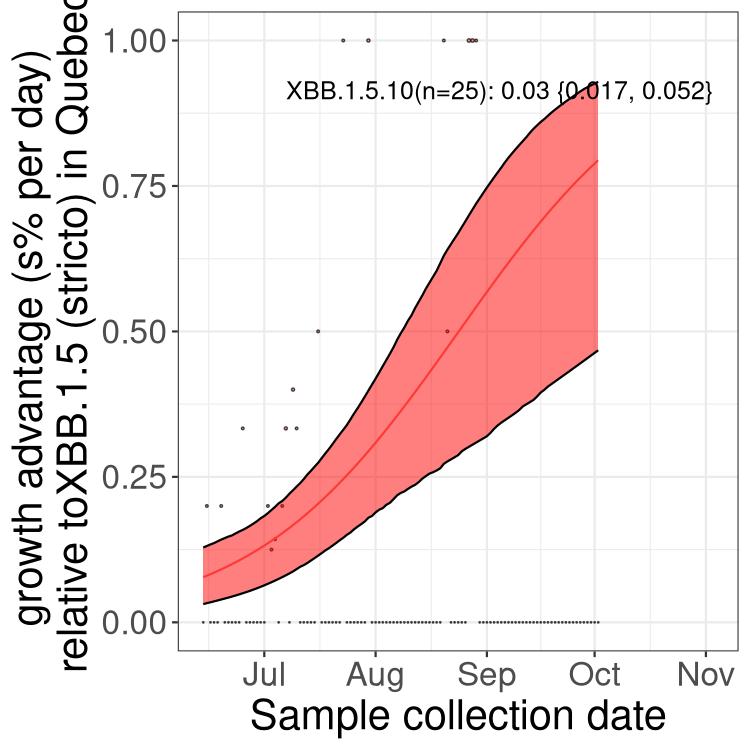 growth advantage (s% per day)
relative toXBB.1.5 (stricto) in Quebec
1.00
0.75
0.50
0.25
0.00
XBB.1.5.10(n=25): 0.03 {0.017, 0.052}
Jul Aug Sep Oct Nov
Sample collection date